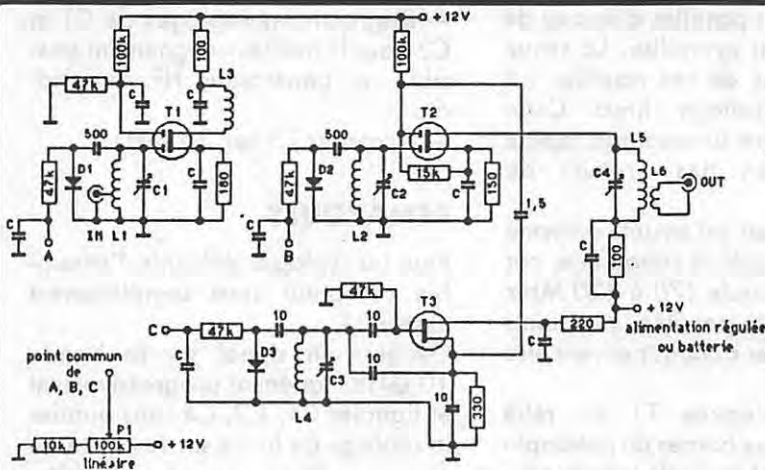 +12V
100k
100
100k
L3
47k
C
C
T1
T2
500
500
15k
L5
C4
L6
OUT
47k
D1
C1
C
180
47k
D2
C2
C
150
1,5
C
IN
L1
L2
C
100
C
A
C
B
47k
+12V
10
10
T3
C
47k
220
alimentation régulée
ou batterie
point commun
de
A, B, C
C
D3
C3
10
10
330
C
L4
P1
10k
100k
+12V
linéaire